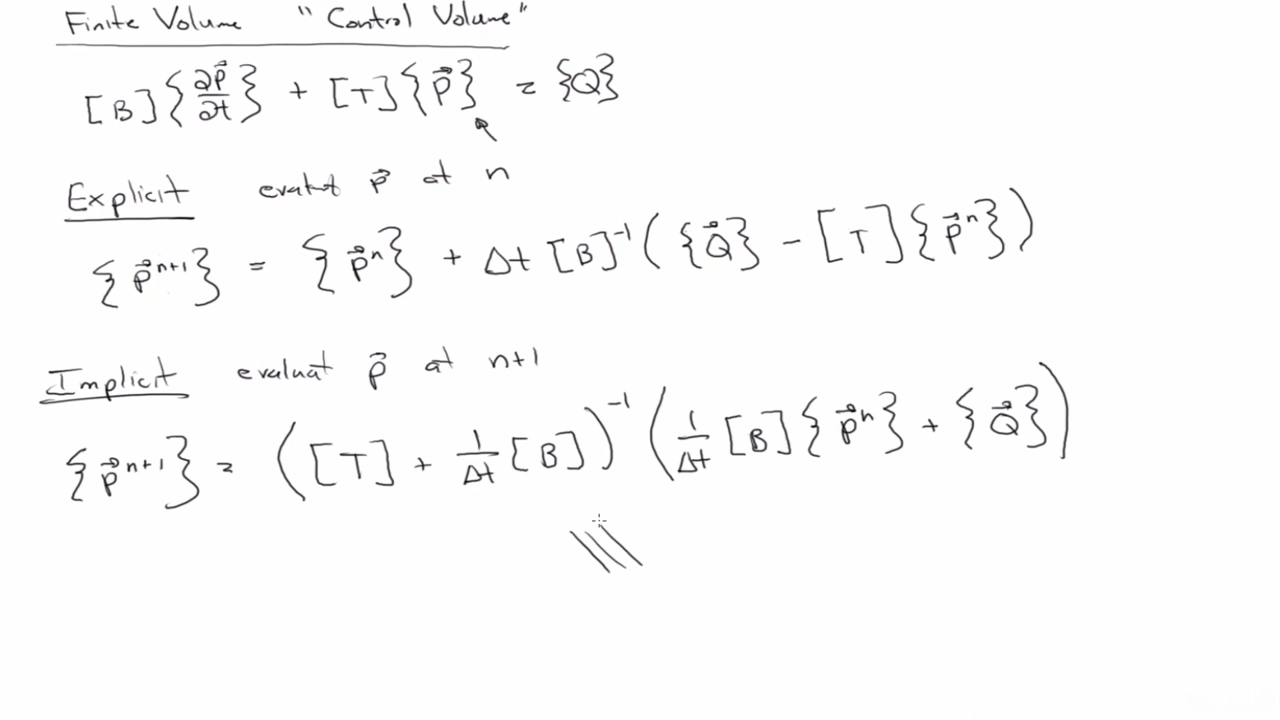 Finite Volume "Control Volume"
[B]{∂p⃗/∂t} + [T]{p⃗} = {Q}
Explicit evalut p⃗ at n
{p⃗ⁿ⁺¹} = {p⃗ⁿ} + Δt [B]⁻¹ ({Q⃗} - [T]{p⃗ⁿ})
Implicit evaluat p⃗ at n+1
{p⃗ⁿ⁺¹} = ([T] + 1/Δt [B])⁻¹ (1/Δt [B]{p⃗ⁿ} + {Q⃗})